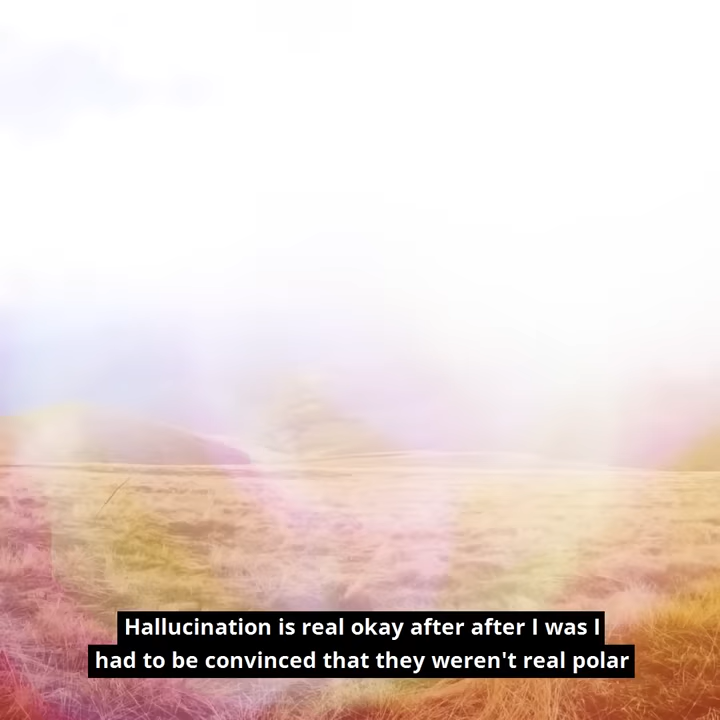 Hallucination is real okay after after I was I
had to be convinced that they weren't real polar